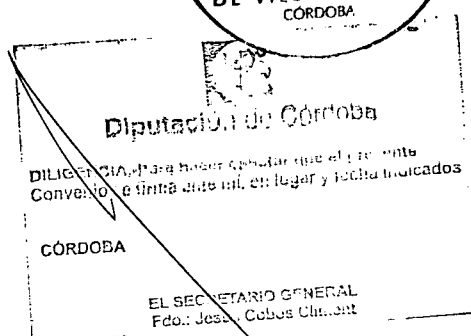 CÓRDOBA
Diputación de Córdoba
DILIGENCIA.-Para hacer constar que el presente
Convenio se firma ante mí, en lugar y fecha indicados
CÓRDOBA
EL SECRETARIO GENERAL
Fdo.: Jesús Cobos Climent